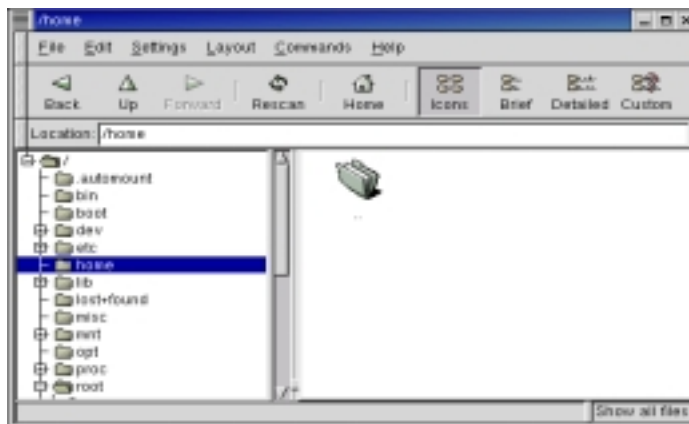 /home
File Edit Settings Layout Commands Help
Back Up Forward Rescan Home Icons Brief Detailed Custom
Location: /home
/
.automount
bin
boot
dev
etc
home
lib
lost+found
misc
mnt
opt
proc
root
..
Show all files